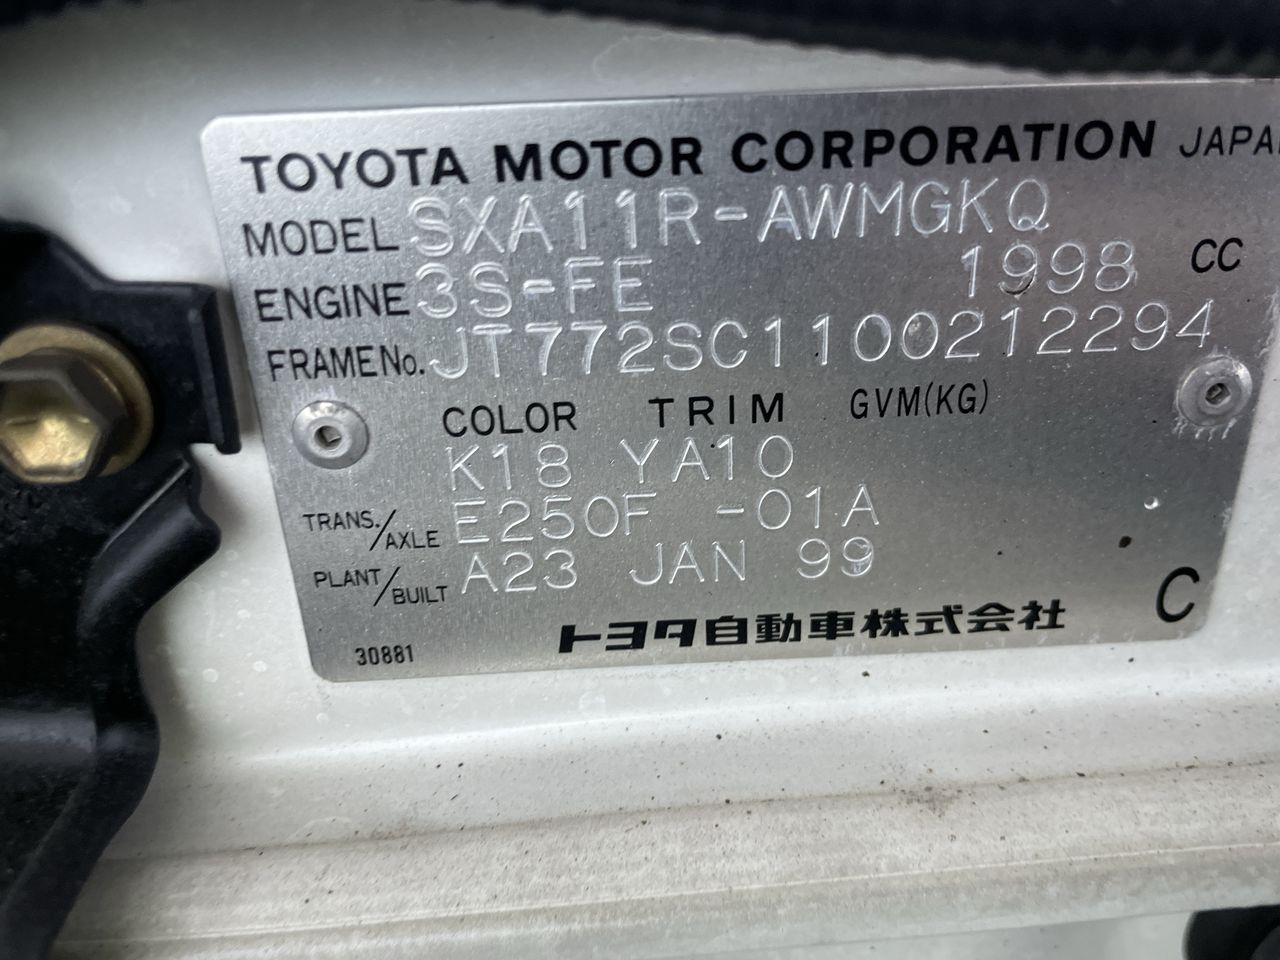 TOYOTA MOTOR CORPORATION JAPAN
MODEL SXA11R-AWMGKQ
ENGINE 3S-FE 1998 CC
FRAME No. JT772SC1100212294
COLOR TRIM GVM(KG)
K18 YA10
TRANS./AXLE E250F -01A
PLANT/BUILT A23 JAN 99
トヨタ自動車株式会社 C
30881